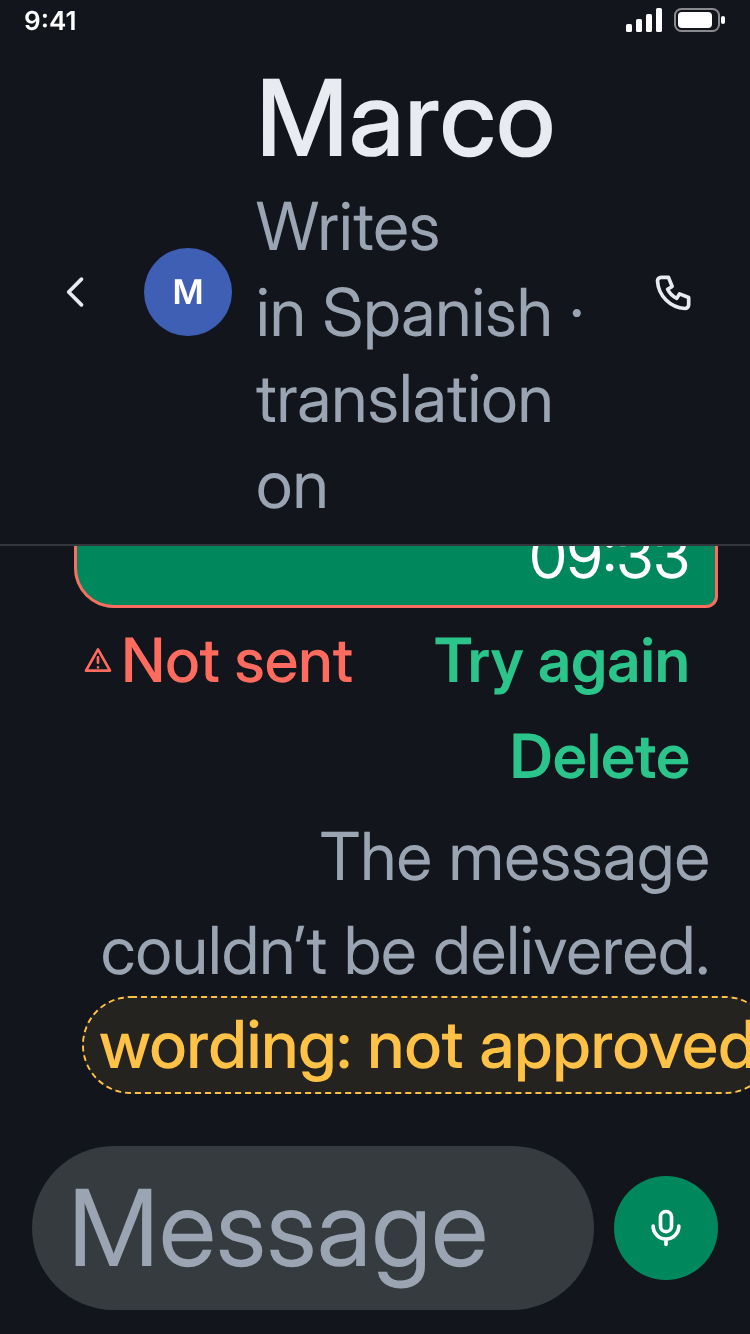 9:41
Marco
Writes
in Spanish ·
translation
on
M
09:33
Not sent
Try again
Delete
The message
couldn’t be delivered.
wording: not approved
Message